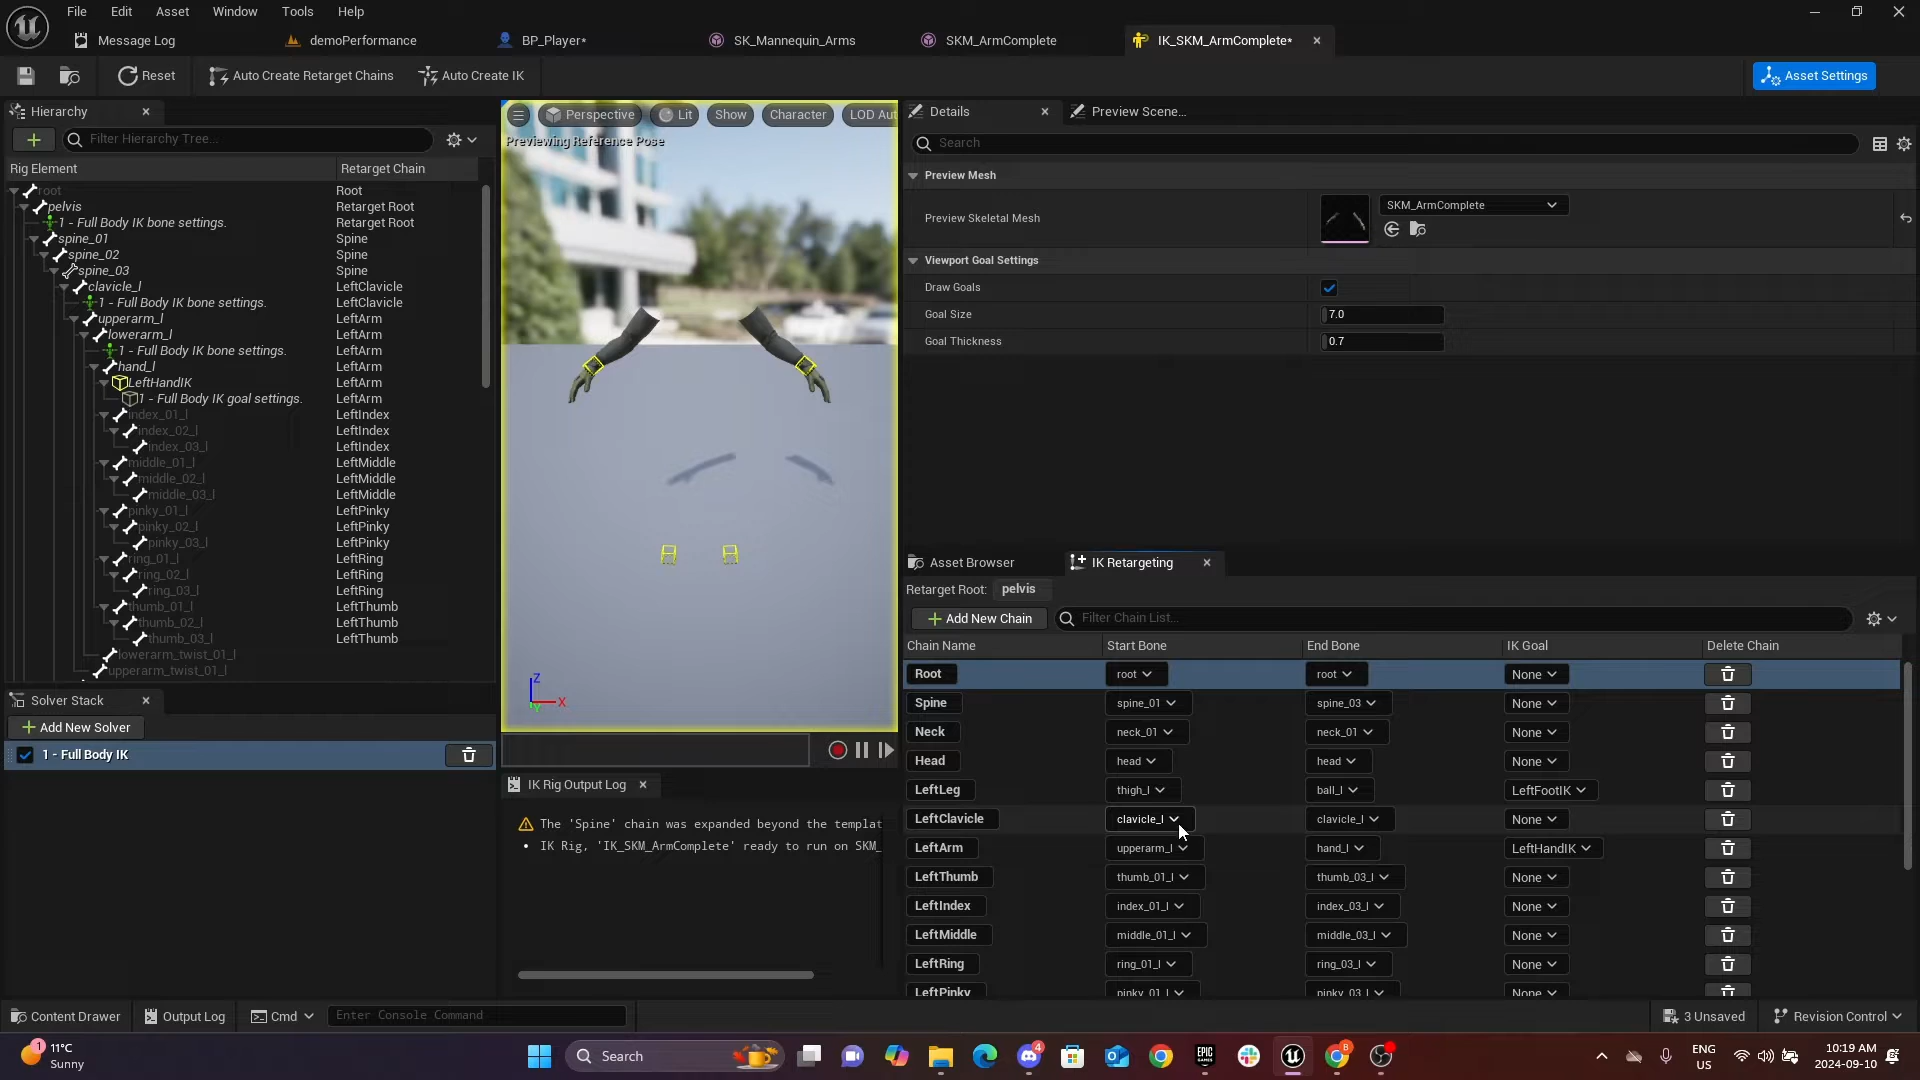 File Edit Asset Window Tools Help
Message Log demoPerformance BP_Player* SK_Mannequin_Arms SKM_ArmComplete IK_SKM_ArmComplete*
Reset Auto Create Retarget Chains Auto Create IK Asset Settings
Hierarchy
Filter Hierarchy Tree...
Rig Element Retarget Chain
root Root
pelvis Retarget Root
1 - Full Body IK bone settings. Retarget Root
spine_01 Spine
spine_02 Spine
spine_03 Spine
clavicle_l LeftClavicle
1 - Full Body IK bone settings. LeftClavicle
upperarm_l LeftArm
lowerarm_l LeftArm
1 - Full Body IK bone settings. LeftArm
hand_l LeftArm
LeftHandIK LeftArm
1 - Full Body IK goal settings. LeftArm
index_01_l LeftIndex
index_02_l LeftIndex
index_03_l LeftIndex
middle_01_l LeftMiddle
middle_02_l LeftMiddle
middle_03_l LeftMiddle
pinky_01_l LeftPinky
pinky_02_l LeftPinky
pinky_03_l LeftPinky
ring_01_l LeftRing
ring_02_l LeftRing
ring_03_l LeftRing
thumb_01_l LeftThumb
thumb_02_l LeftThumb
thumb_03_l LeftThumb
lowerarm_twist_01_l
upperarm_twist_01_l
Solver Stack
Add New Solver
1 - Full Body IK
Perspective Lit Show Character LOD Aut
Previewing Reference Pose
Z
X
Y
IK Rig Output Log
The 'Spine' chain was expanded beyond the templat
• IK Rig, 'IK_SKM_ArmComplete' ready to run on SKM_
Details Preview Scene...
Search
Preview Mesh
Preview Skeletal Mesh SKM_ArmComplete
Viewport Goal Settings
Draw Goals
Goal Size 7.0
Goal Thickness 0.7
Asset Browser IK Retargeting
Retarget Root: pelvis
Add New Chain Filter Chain List...
Chain Name Start Bone End Bone IK Goal Delete Chain
Root root root None
Spine spine_01 spine_03 None
Neck neck_01 neck_01 None
Head head head None
LeftLeg thigh_l ball_l LeftFootIK
LeftClavicle clavicle_l clavicle_l None
LeftArm upperarm_l hand_l LeftHandIK
LeftThumb thumb_01_l thumb_03_l None
LeftIndex index_01_l index_03_l None
LeftMiddle middle_01_l middle_03_l None
LeftRing ring_01_l ring_03_l None
LeftPinky pinky_01_l pinky_03_l None
Content Drawer Output Log Cmd Enter Console Command 3 Unsaved Revision Control
1 11°C
Sunny
Search
EPIC GAMES
4
8
ENG
US
10:19 AM
2024-09-10